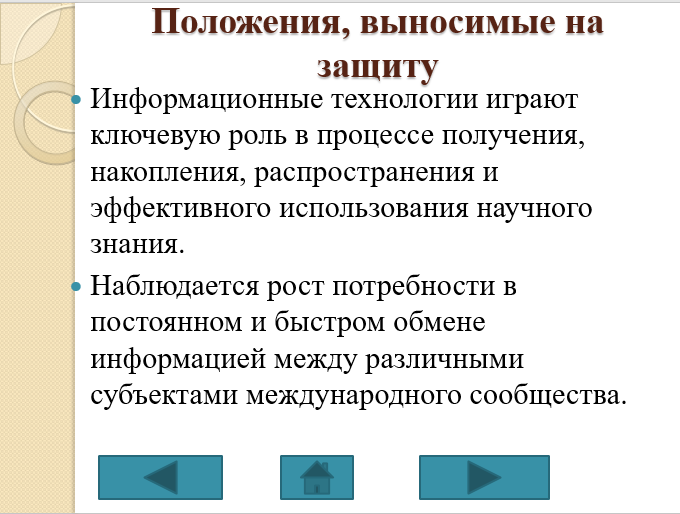 Положения, выносимые на
защиту
Информационные технологии играют
ключевую роль в процессе получения,
накопления, распространения и
эффективного использования научного
знания.
Наблюдается рост потребности в
постоянном и быстром обмене
информацией между различными
субъектами международного сообщества.